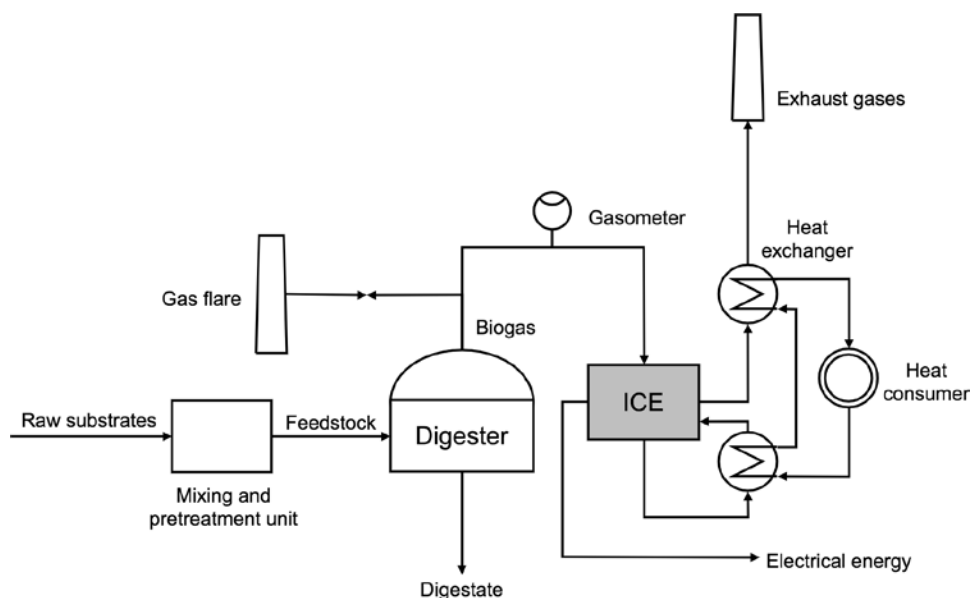 Exhaust gases
Gasometer
Heat
exchanger
Gas flare
Biogas
Heat
consumer
ICE
Raw substrates
Feedstock
Digester
Mixing and
pretreatment unit
Electrical energy
Digestate